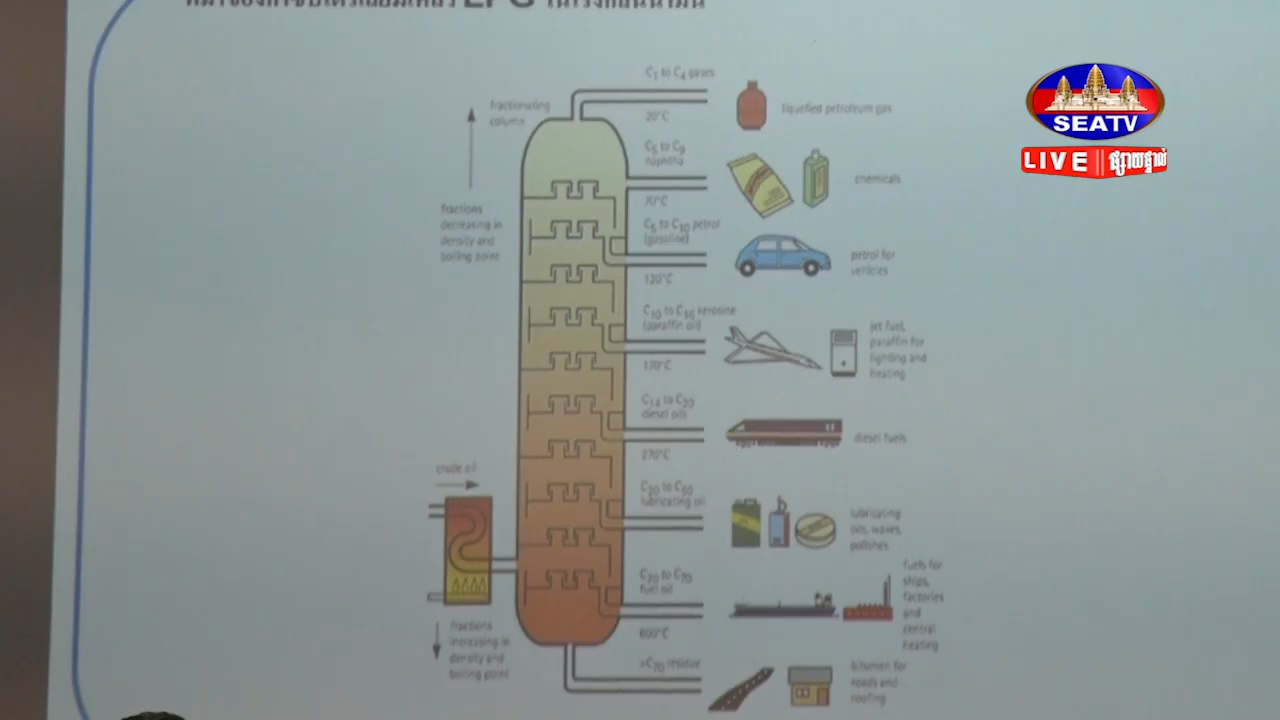 LPG
C1 to C4 gases
fractionating
column
20°C
liquefied petroleum gas
C5 to C9
naphtha
70°C
chemicals
fractions
decreasing in
density and
boiling point
C5 to C10 petrol
(gasoline)
120°C
petrol for
vehicles
C10 to C16 kerosine
(paraffin oil)
170°C
jet fuel,
paraffin for
lighting and
heating
C14 to C20
diesel oils
270°C
diesel fuels
crude oil
C20 to C50
lubricating oil
lubricating
oils, waxes,
polishes
C20 to C70
fuel oil
600°C
fuels for
ships,
factories
and
central
heating
fractions
increasing in
density and
boiling point
>C70 residue
bitumen for
roads and
roofing
SEATV
LIVE ផ្សាយផ្ទាល់